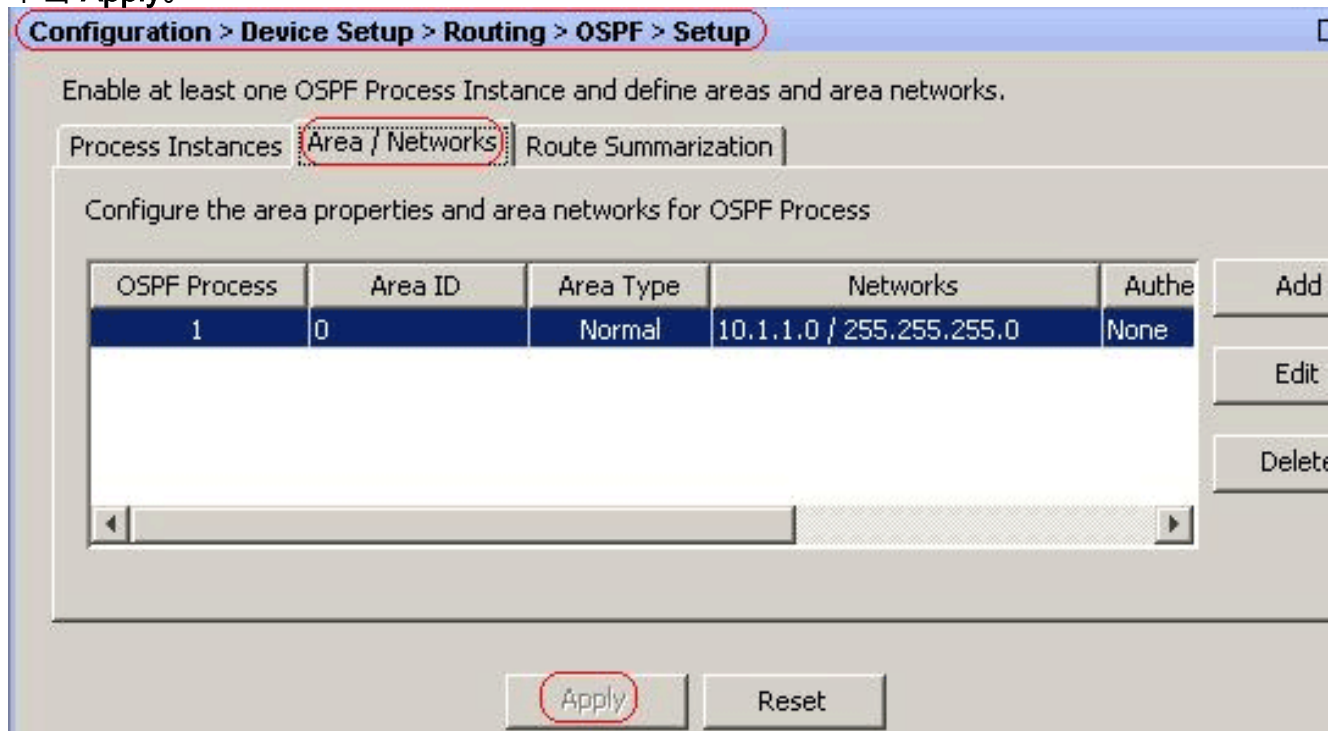 Apply。
Configuration > Device Setup > Routing > OSPF > Setup
Enable at least one OSPF Process Instance and define areas and area networks.
Process Instances Area / Networks Route Summarization
Configure the area properties and area networks for OSPF Process
OSPF Process Area ID Area Type Networks Authe Add
1 0 Normal 10.1.1.0 / 255.255.255.0 None
Edit
Delete
Apply Reset